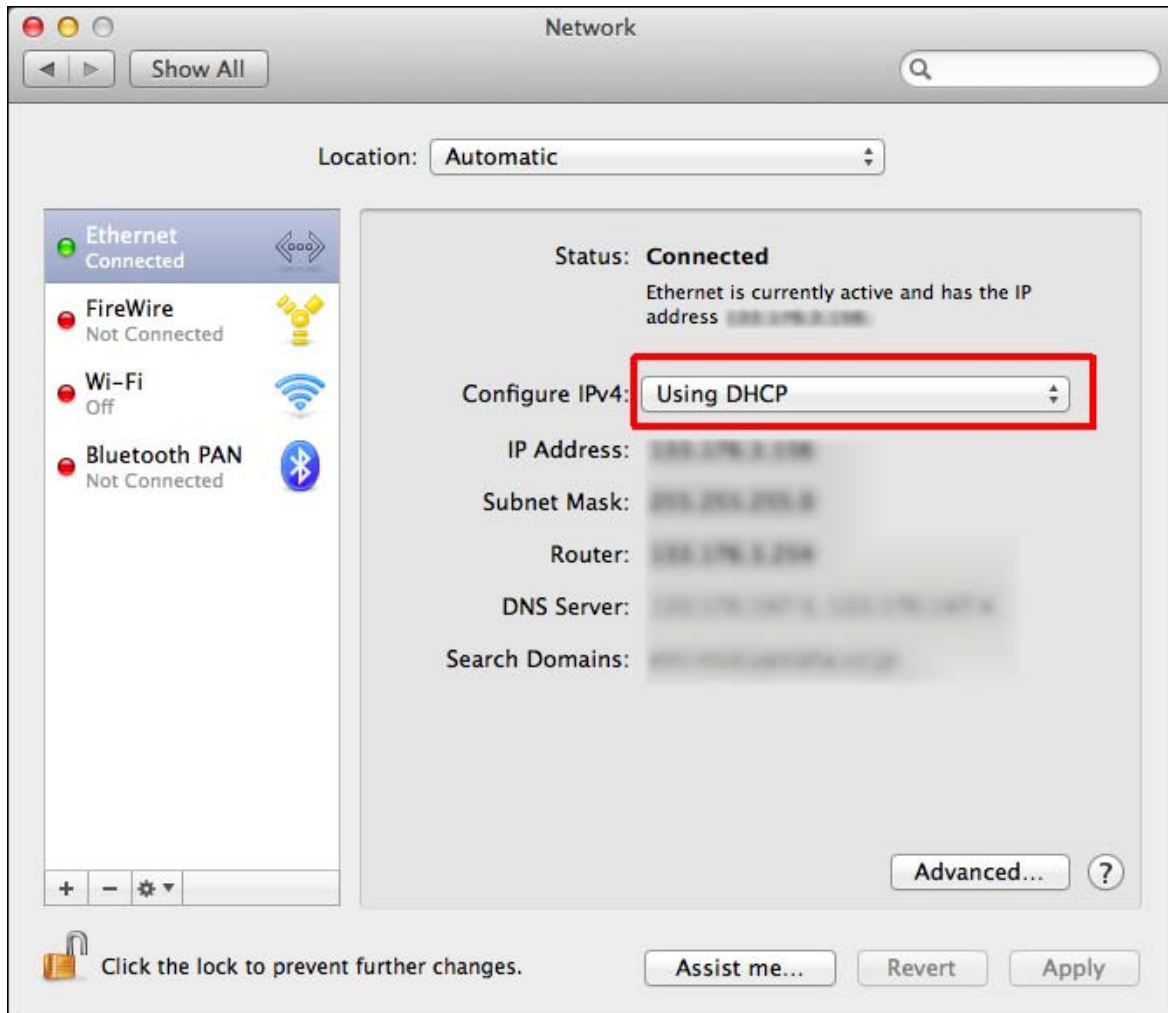 Network
Show All
Location: Automatic
Ethernet
Connected
FireWire
Not Connected
Wi-Fi
Off
Bluetooth PAN
Not Connected
Status: Connected
Ethernet is currently active and has the IP
address
Configure IPv4: Using DHCP
IP Address:
Subnet Mask:
Router:
DNS Server:
Search Domains:
Advanced... ?
+ −
Click the lock to prevent further changes.
Assist me... Revert Apply